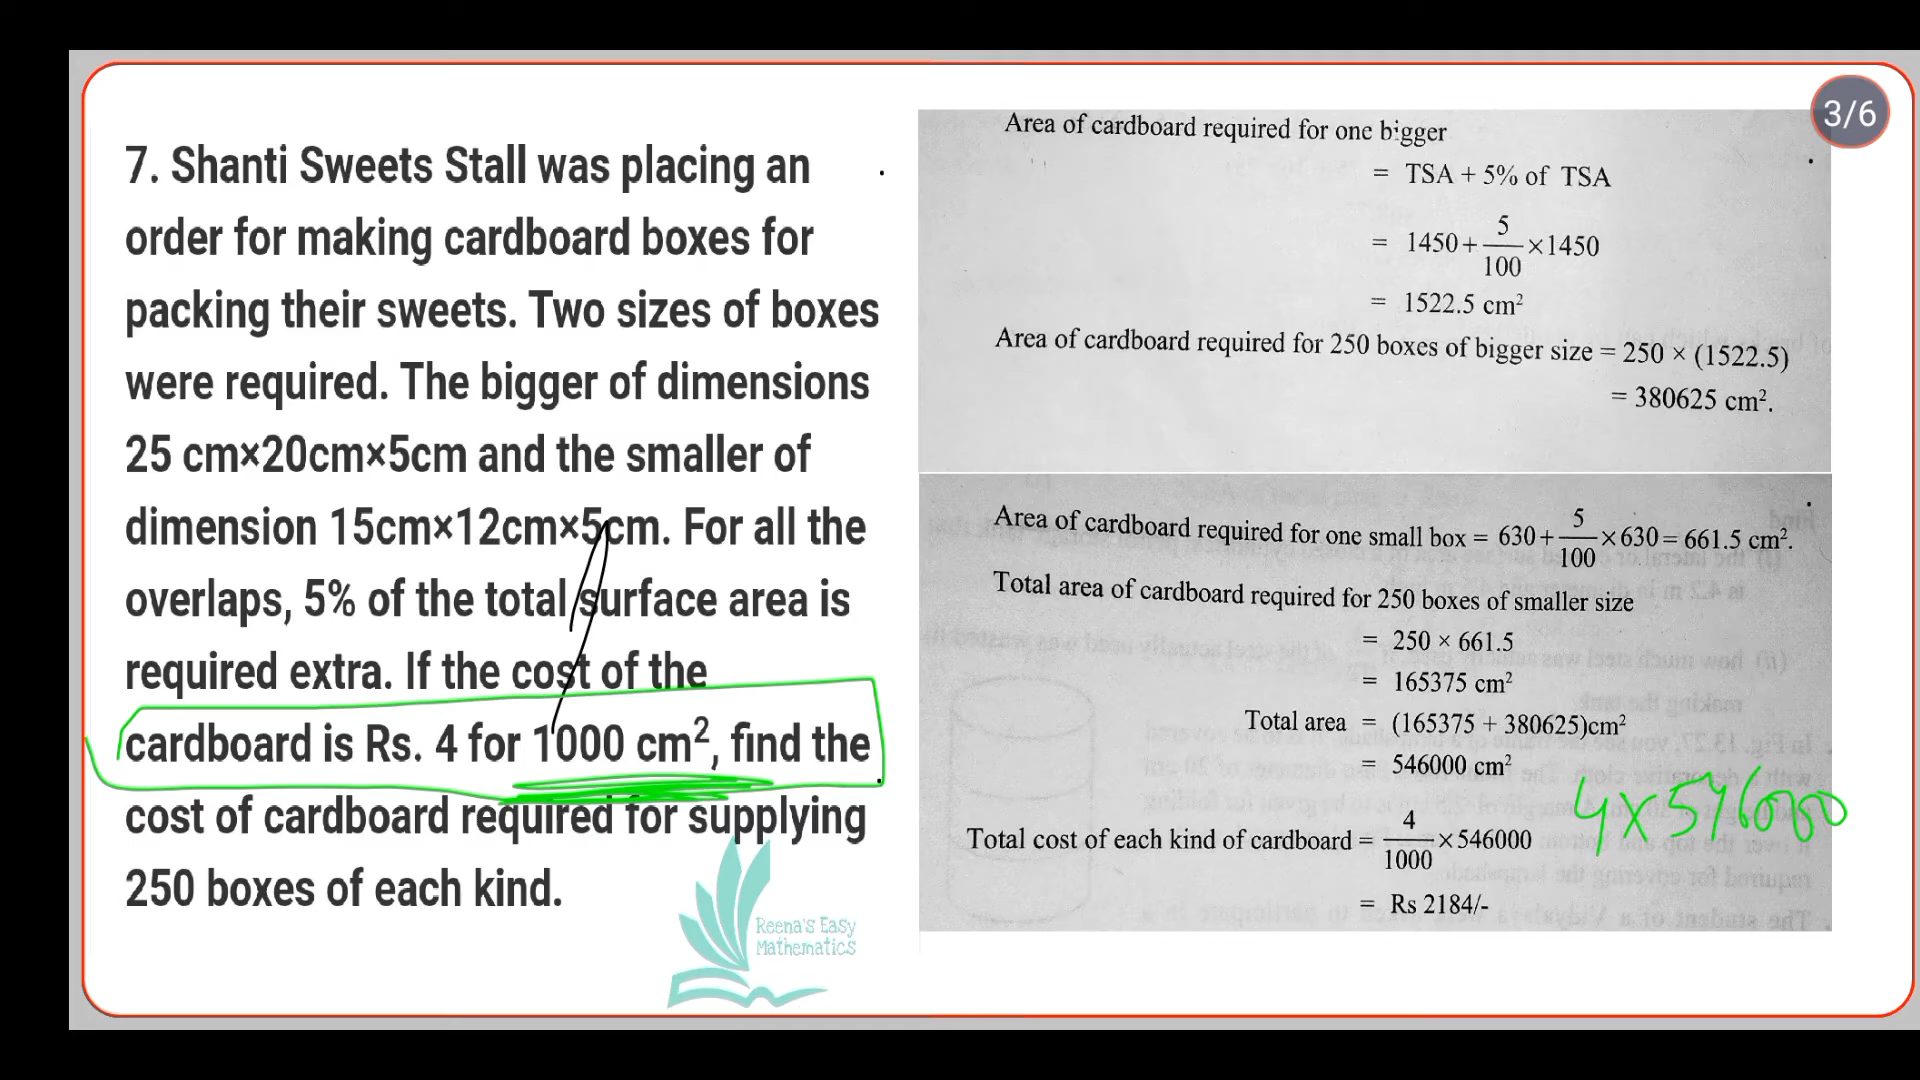 3/6
7. Shanti Sweets Stall was placing an
order for making cardboard boxes for
packing their sweets. Two sizes of boxes
were required. The bigger of dimensions
25 cm×20cm×5cm and the smaller of
dimension 15cm×12cm×5cm. For all the
overlaps, 5% of the total surface area is
required extra. If the cost of the
cardboard is Rs. 4 for 1000 cm², find the
cost of cardboard required for supplying
250 boxes of each kind.
Reena's Easy
Mathematics
Area of cardboard required for one bigger
= TSA + 5% of TSA
= 1450 + 5/100 × 1450
= 1522.5 cm²
Area of cardboard required for 250 boxes of bigger size = 250 × (1522.5)
= 380625 cm².
Area of cardboard required for one small box = 630 + 5/100 × 630 = 661.5 cm².
Total area of cardboard required for 250 boxes of smaller size
= 250 × 661.5
= 165375 cm²
Total area = (165375 + 380625)cm²
= 546000 cm²
Total cost of each kind of cardboard = 4/1000 × 546000
= Rs 2184/-
4 × 546000